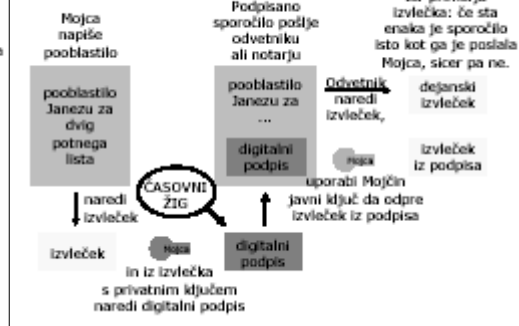 Mojca
napiše
pooblastilo
pooblastilo
Janezu za
dvig
potnega
lista
naredi
izvleček
izvleček
Mojca
in iz izvlečka
s privatnim ključem
naredi digitalni podpis
ČASOVNI
ŽIG
digitalni
podpis
Podpisano
sporočilo pošlje
odvetniku
ali notarju
pooblastilo
Janezu za
...
digitalni
podpis
Odvetnik
naredi
izvleček,
Mojca
uporabi Mojčin
javni ključ da odpre
izvleček iz podpisa
izvlečka: če sta
enaka je sporočilo
isto kot ga je poslala
Mojca, sicer pa ne.
dejanski
izvleček
izvleček
iz podpisa